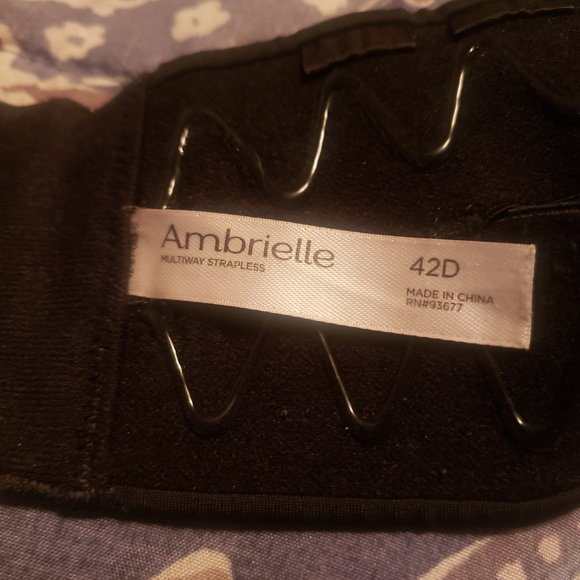 Ambrielle
MULTIWAY STRAPLESS
42D
MADE IN CHINA
RN#93677